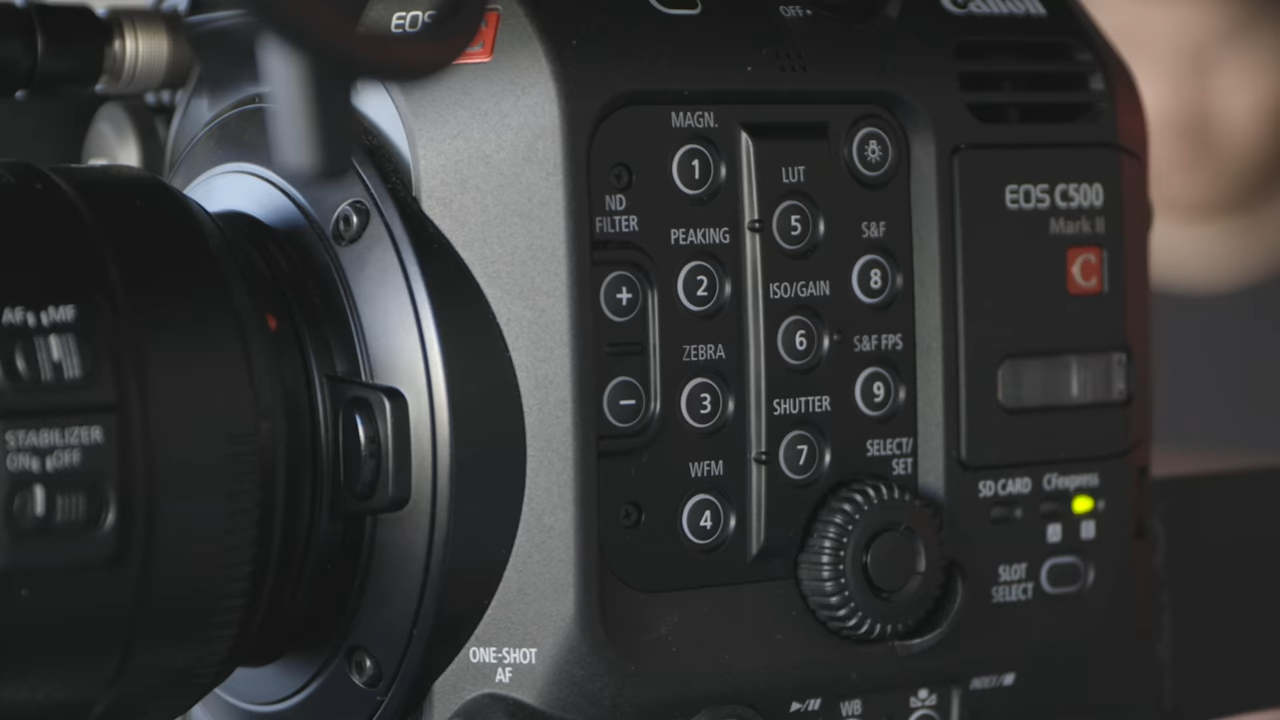 EOS
OFF
Canon
MAGN.
1
ND
FILTER
PEAKING
+
2
−
ZEBRA
3
WFM
4
LUT
5
ISO/GAIN
6
SHUTTER
7
S&F
8
S&F FPS
9
SELECT/
SET
EOS C500
Mark II
C
SD CARD
CFexpress
A B
SLOT
SELECT
AF MF
STABILIZER
ON OFF
ONE-SHOT
AF
WB
INDEX/